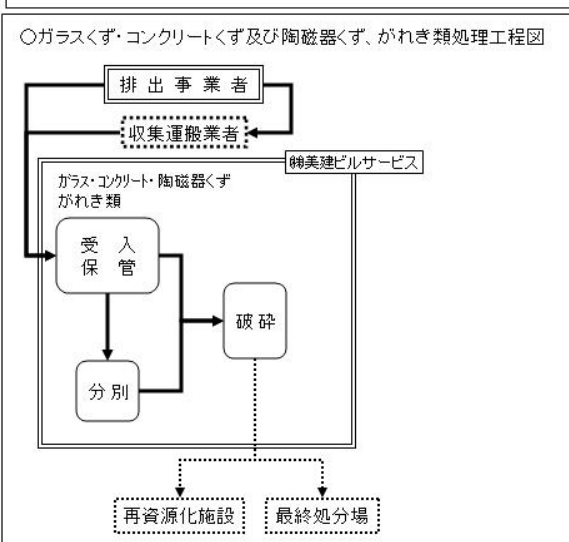 ○ガラスくず・コンクリートくず及び陶磁器くず、がれき類処理工程図
排出事業者
収集運搬業者
㈱美建ビルサービス
ガラス・コンクリート・陶磁器くず
がれき類
受入
保管
破砕
分別
再資源化施設
最終処分場